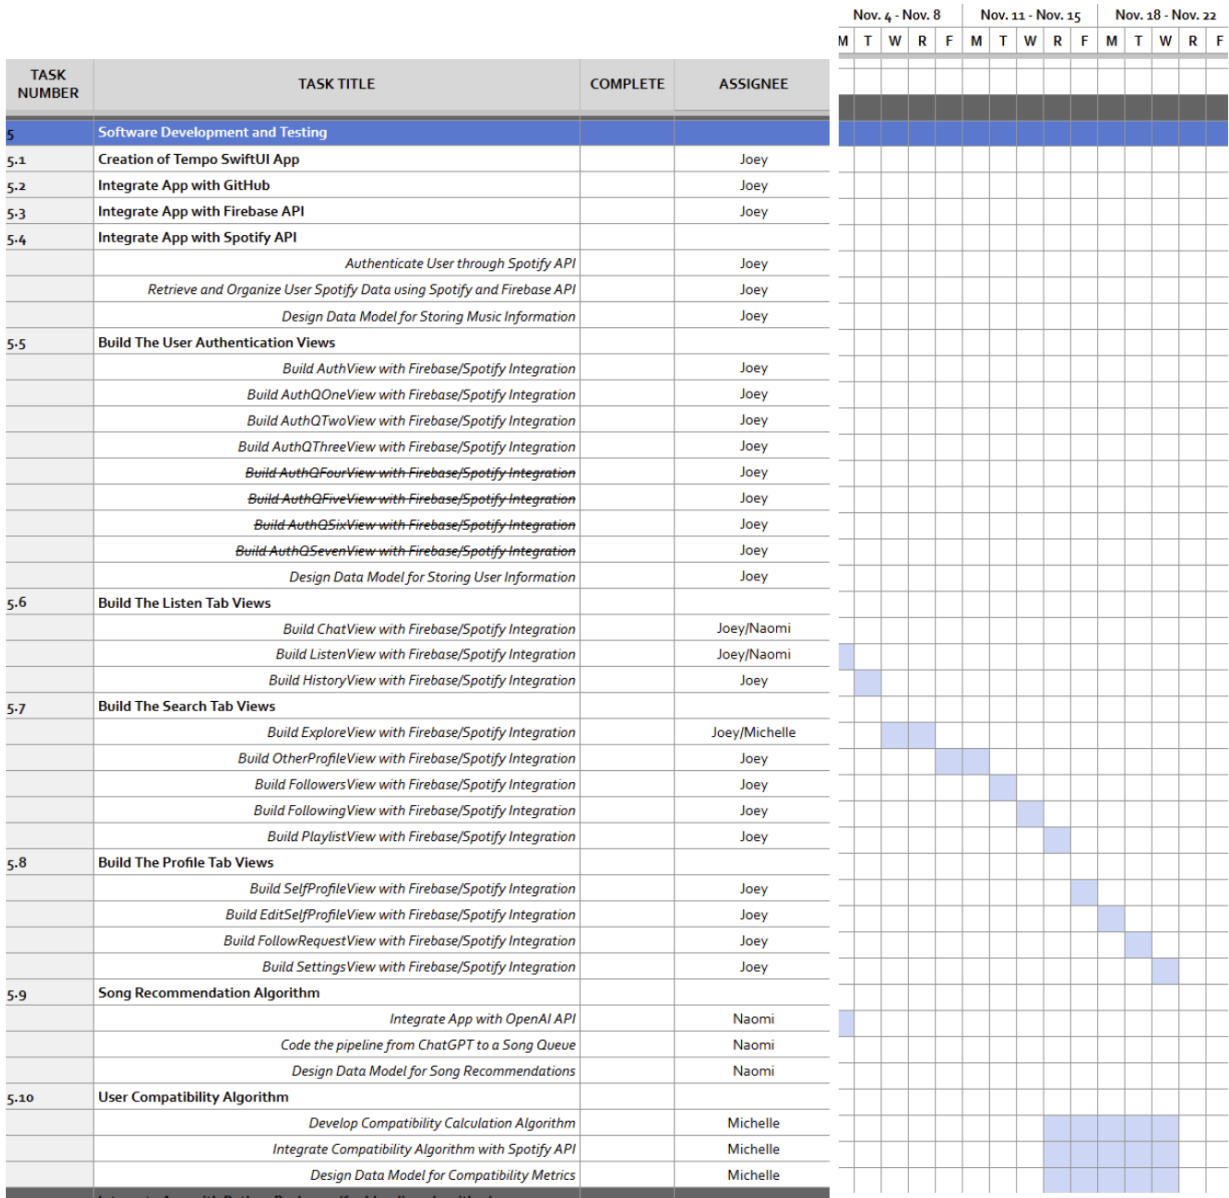 Nov. 4 - Nov. 8 Nov. 11 - Nov. 15 Nov. 18 - Nov. 22
M T W R F M T W R F M T W R F
TASK NUMBER TASK TITLE COMPLETE ASSIGNEE
5 Software Development and Testing
5.1 Creation of Tempo SwiftUI App Joey
5.2 Integrate App with GitHub Joey
5.3 Integrate App with Firebase API Joey
5.4 Integrate App with Spotify API
Authenticate User through Spotify API Joey
Retrieve and Organize User Spotify Data using Spotify and Firebase API Joey
Design Data Model for Storing Music Information Joey
5.5 Build The User Authentication Views
Build AuthView with Firebase/Spotify Integration Joey
Build AuthQOneView with Firebase/Spotify Integration Joey
Build AuthQTwoView with Firebase/Spotify Integration Joey
Build AuthQThreeView with Firebase/Spotify Integration Joey
Build AuthQFourView with Firebase/Spotify Integration Joey
Build AuthQFiveView with Firebase/Spotify Integration Joey
Build AuthQSixView with Firebase/Spotify Integration Joey
Build AuthQSevenView with Firebase/Spotify Integration Joey
Design Data Model for Storing User Information Joey
5.6 Build The Listen Tab Views
Build ChatView with Firebase/Spotify Integration Joey/Naomi
Build ListenView with Firebase/Spotify Integration Joey/Naomi
Build HistoryView with Firebase/Spotify Integration Joey
5.7 Build The Search Tab Views
Build ExploreView with Firebase/Spotify Integration Joey/Michelle
Build OtherProfileView with Firebase/Spotify Integration Joey
Build FollowersView with Firebase/Spotify Integration Joey
Build FollowingView with Firebase/Spotify Integration Joey
Build PlaylistView with Firebase/Spotify Integration Joey
5.8 Build The Profile Tab Views
Build SelfProfileView with Firebase/Spotify Integration Joey
Build EditSelfProfileView with Firebase/Spotify Integration Joey
Build FollowRequestView with Firebase/Spotify Integration Joey
Build SettingsView with Firebase/Spotify Integration Joey
5.9 Song Recommendation Algorithm
Integrate App with OpenAI API Naomi
Code the pipeline from ChatGPT to a Song Queue Naomi
Design Data Model for Song Recommendations Naomi
5.10 User Compatibility Algorithm
Develop Compatibility Calculation Algorithm Michelle
Integrate Compatibility Algorithm with Spotify API Michelle
Design Data Model for Compatibility Metrics Michelle